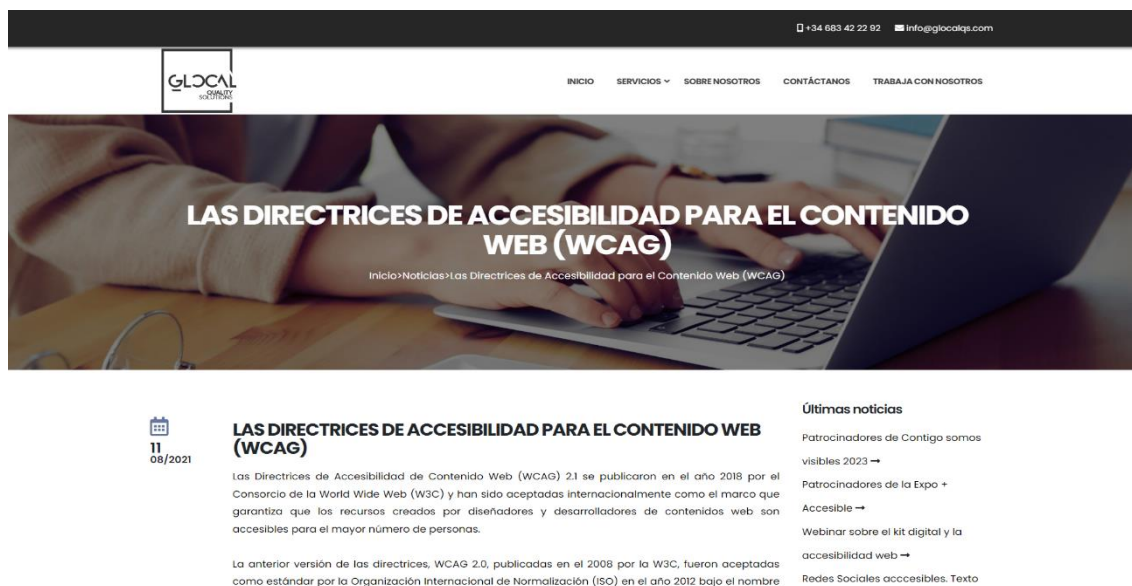 +34 683 42 22 92 info@glocalqs.com
GLOCAL
QUALITY
SOLUTIONS
INICIO SERVICIOS SOBRE NOSOTROS CONTÁCTANOS TRABAJA CON NOSOTROS
LAS DIRECTRICES DE ACCESIBILIDAD PARA EL CONTENIDO
WEB (WCAG)
Inicio>Noticias>Las Directrices de Accesibilidad para el Contenido Web (WCAG)
11
08/2021
LAS DIRECTRICES DE ACCESIBILIDAD PARA EL CONTENIDO WEB
(WCAG)
Las Directrices de Accesibilidad de Contenido Web (WCAG) 2.1 se publicaron en el año 2018 por el
Consorcio de la World Wide Web (W3C) y han sido aceptadas internacionalmente como el marco que
garantiza que los recursos creados por diseñadores y desarrolladores de contenidos web son
accesibles para el mayor número de personas.
La anterior versión de las directrices, WCAG 2.0, publicadas en el 2008 por la W3C, fueron aceptadas
como estándar por la Organización Internacional de Normalización (ISO) en el año 2012 bajo el nombre
Últimas noticias
Patrocinadores de Contigo somos
visibles 2023 →
Patrocinadores de la Expo +
Accesible →
Webinar sobre el kit digital y la
accesibilidad web →
Redes Sociales acccesibles. Texto